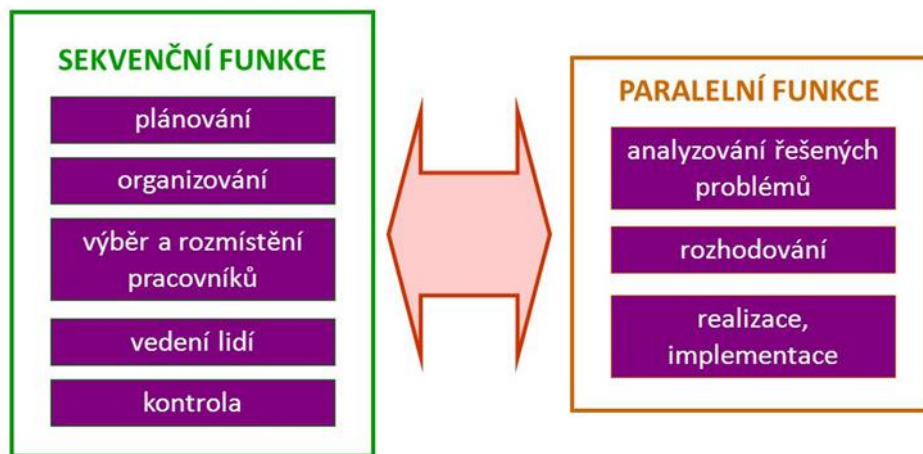 SEKVENČNÍ FUNKCE
plánování
organizování
výběr a rozmístění
pracovníků
vedení lidí
kontrola
PARALELNÍ FUNKCE
analyzování řešených
problémů
rozhodování
realizace,
implementace